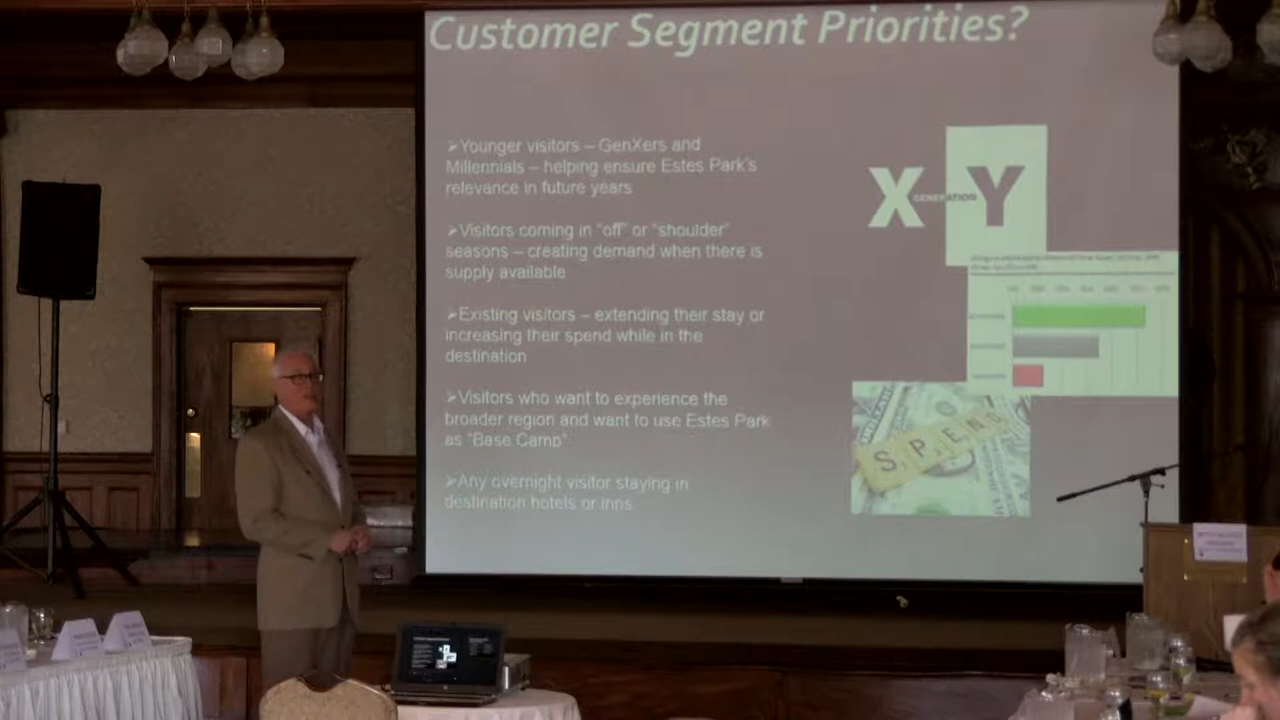 Customer Segment Priorities?
➢Younger visitors – GenXers and
Millennials – helping ensure Estes Park's
relevance in future years
➢Visitors coming in "off" or "shoulder"
seasons – creating demand when there is
supply available
➢Existing visitors – extending their stay or
increasing their spend while in the
destination
➢Visitors who want to experience the
broader region and want to use Estes Park
as "Base Camp"
➢Any overnight visitor staying in
destination hotels or inns
X GENERATION Y
SPEND